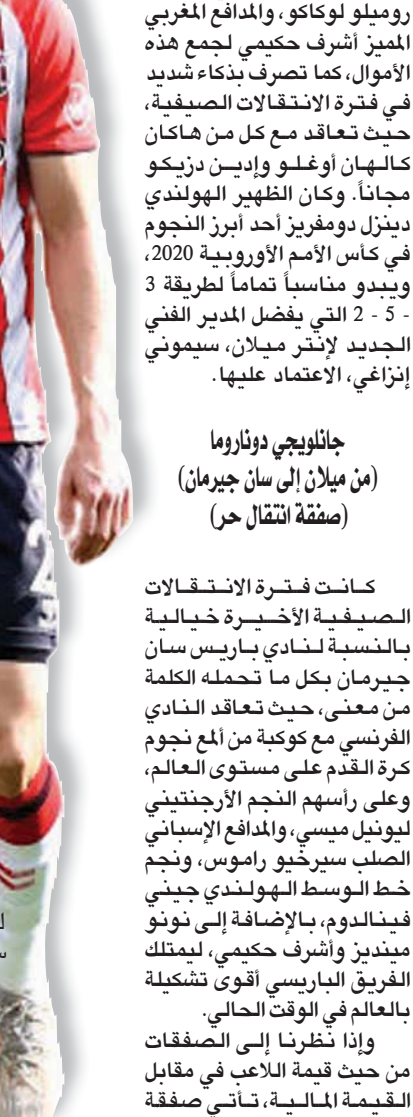 روميلو لوكاكو، والمدافع المغربي
المميز أشرف حكيمي لجمع هذه
الأموال، كما تصرف بذكاء شديد
في فترة الانتقالات الصيفية،
حيث تعاقد مع كل من هاكان
كالهان أوغلو وإدين دزيكو
مجاناً. وكان الظهير الهولندي
دينزل دومفريز أحد أبرز النجوم
في كأس الأمم الأوروبية 2020،
ويبدو مناسباً تماماً لطريقة 3
- 5 - 2 التي يفضل المدير الفني
الجديد لإنتر ميلان، سيموني
إنزاغي، الاعتماد عليها.
جانلويجي دوناروما
(من ميلان إلى سان جيرمان)
(صفقة انتقال حر)
كانت فترة الانتقالات
الصيفية الأخيرة خيالية
بالنسبة لنادي باريس سان
جيرمان بكل ما تحمله الكلمة
من معنى، حيث تعاقد النادي
الفرنسي مع كوكبة من ألمع نجوم
كرة القدم على مستوى العالم،
وعلى رأسهم النجم الأرجنتيني
ليونيل ميسي، والمدافع الإسباني
الصلب سيرخيو راموس، ونجم
خط الوسط الهولندي جيني
فينالدوم، بالإضافة إلى نونو
مينديز وأشرف حكيمي، ليمتلك
الفريق الباريسي أقوى تشكيلة
بالعالم في الوقت الحالي.
وإذا نظرنا إلى الصفقات
من حيث قيمة اللاعب في مقابل
القيمة المالية، تأتي صفقة